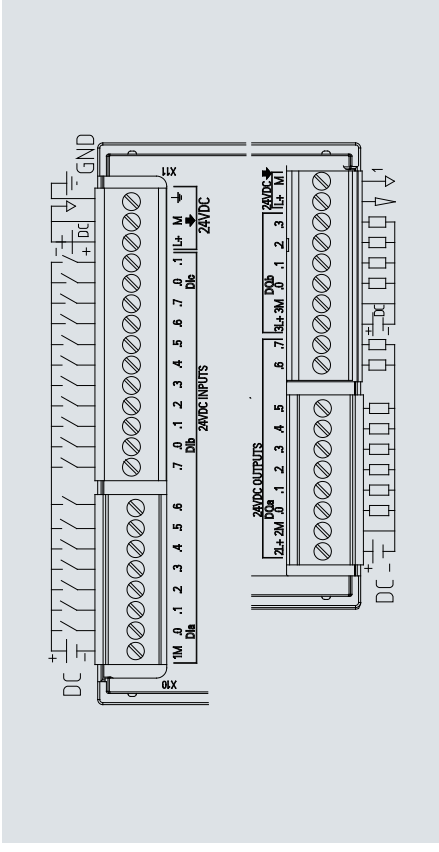 DC + - + - DC GND
X10 X11
1M .0 .1 .2 .3 .4 .5 .6 .7 .0 .1 .2 .3 .4 .5 .6 .7 .0 .1 L+ M
DIa DIb DIc
24VDC INPUTS 24VDC
24VDC OUTPUTS
DQa DQb 24VDC
2L+ 2M .0 .1 .2 .3 .4 .5 .6 .7 3L+ 3M .0 .1 .2 .3 L+ M
+ - DC + - DC 1